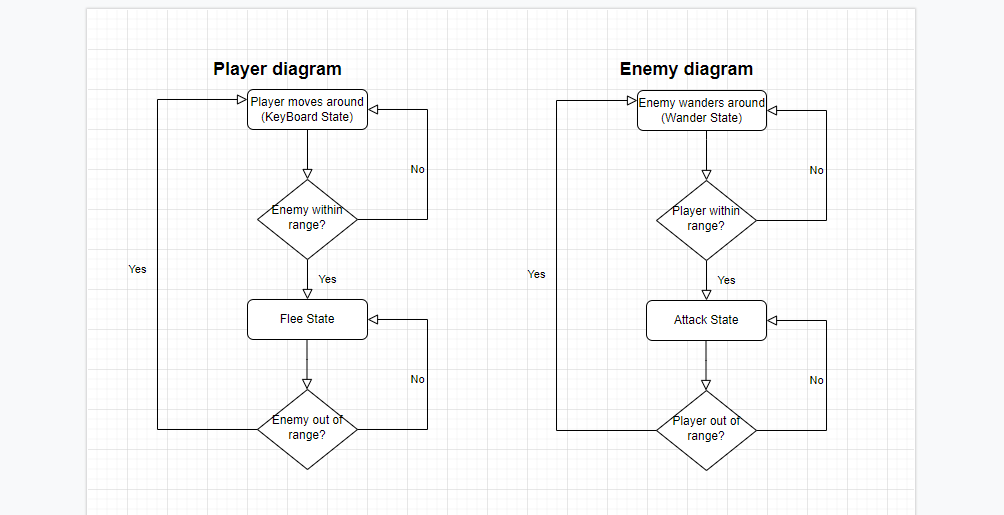 Player diagram
Player moves around
(KeyBoard State)
No
Enemy within
range?
Yes
Yes
Flee State
No
Enemy out of
range?
Enemy diagram
Enemy wanders around
(Wander State)
No
Player within
range?
Yes
Yes
Attack State
No
Player out of
range?